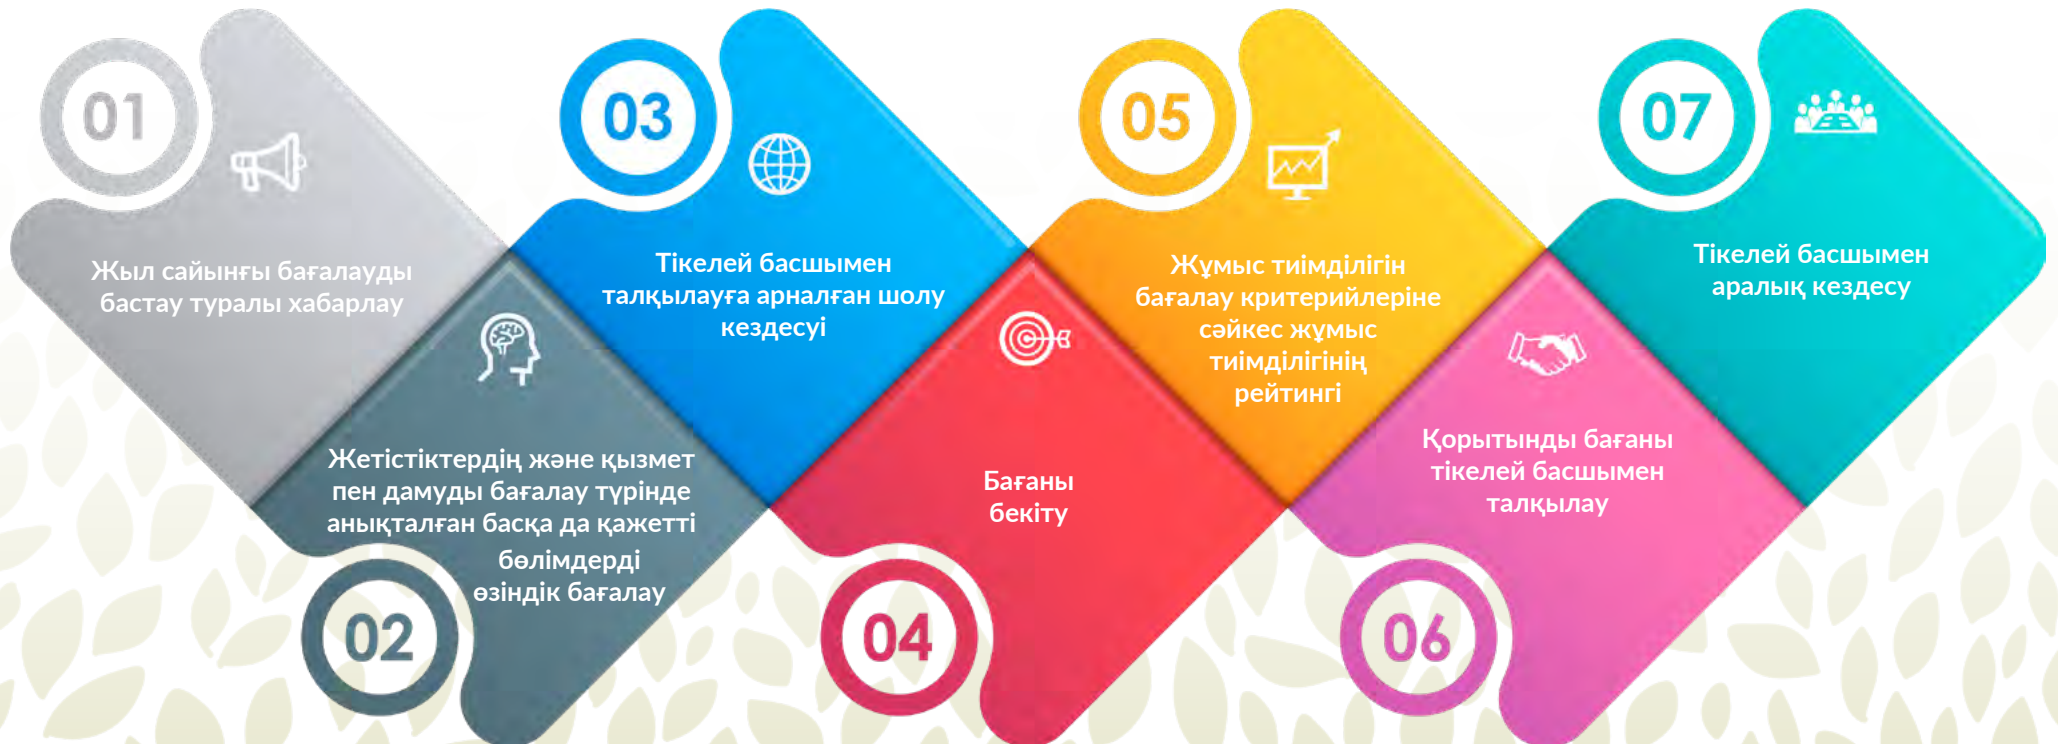 01
Жыл сайынғы бағалауды
бастау туралы хабарлау
02
Жетістіктердің және қызмет
пен дамуды бағалау түрінде
анықталған басқа да қажетті
бөлімдерді
өзіндік бағалау
03
Тікелей басшымен
талқылауға арналған шолу
кездесуі
04
Бағаны
бекіту
05
Жұмыс тиімділігін
бағалау критерийлеріне
сәйкес жұмыс
тиімділігінің
рейтингі
06
Қорытынды бағаны
тікелей басшымен
талқылау
07
Тікелей басшымен
аралық кездесу